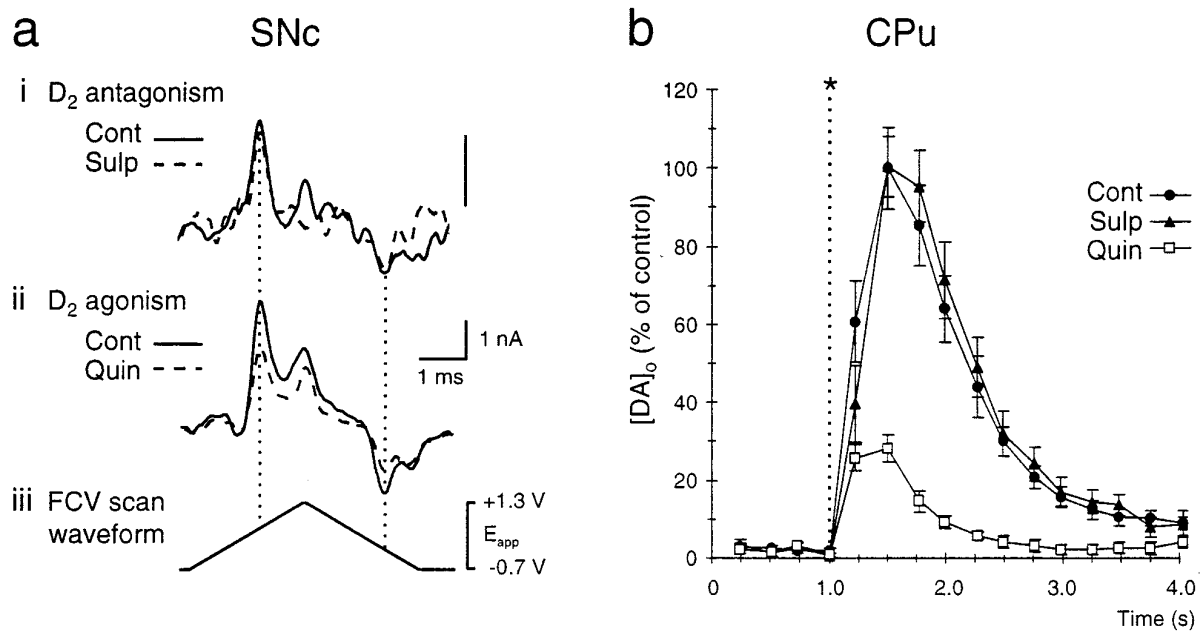 a
SNc
i D₂ antagonism
Cont
Sulp
ii D₂ agonism
Cont
Quin
1 nA
1 ms
iii FCV scan
waveform
+1.3 V
E_app
-0.7 V
b
CPu
*
120
100
80
60
40
20
0
[DA]ₒ (% of control)
Cont
Sulp
Quin
0 1.0 2.0 3.0 4.0
Time (s)